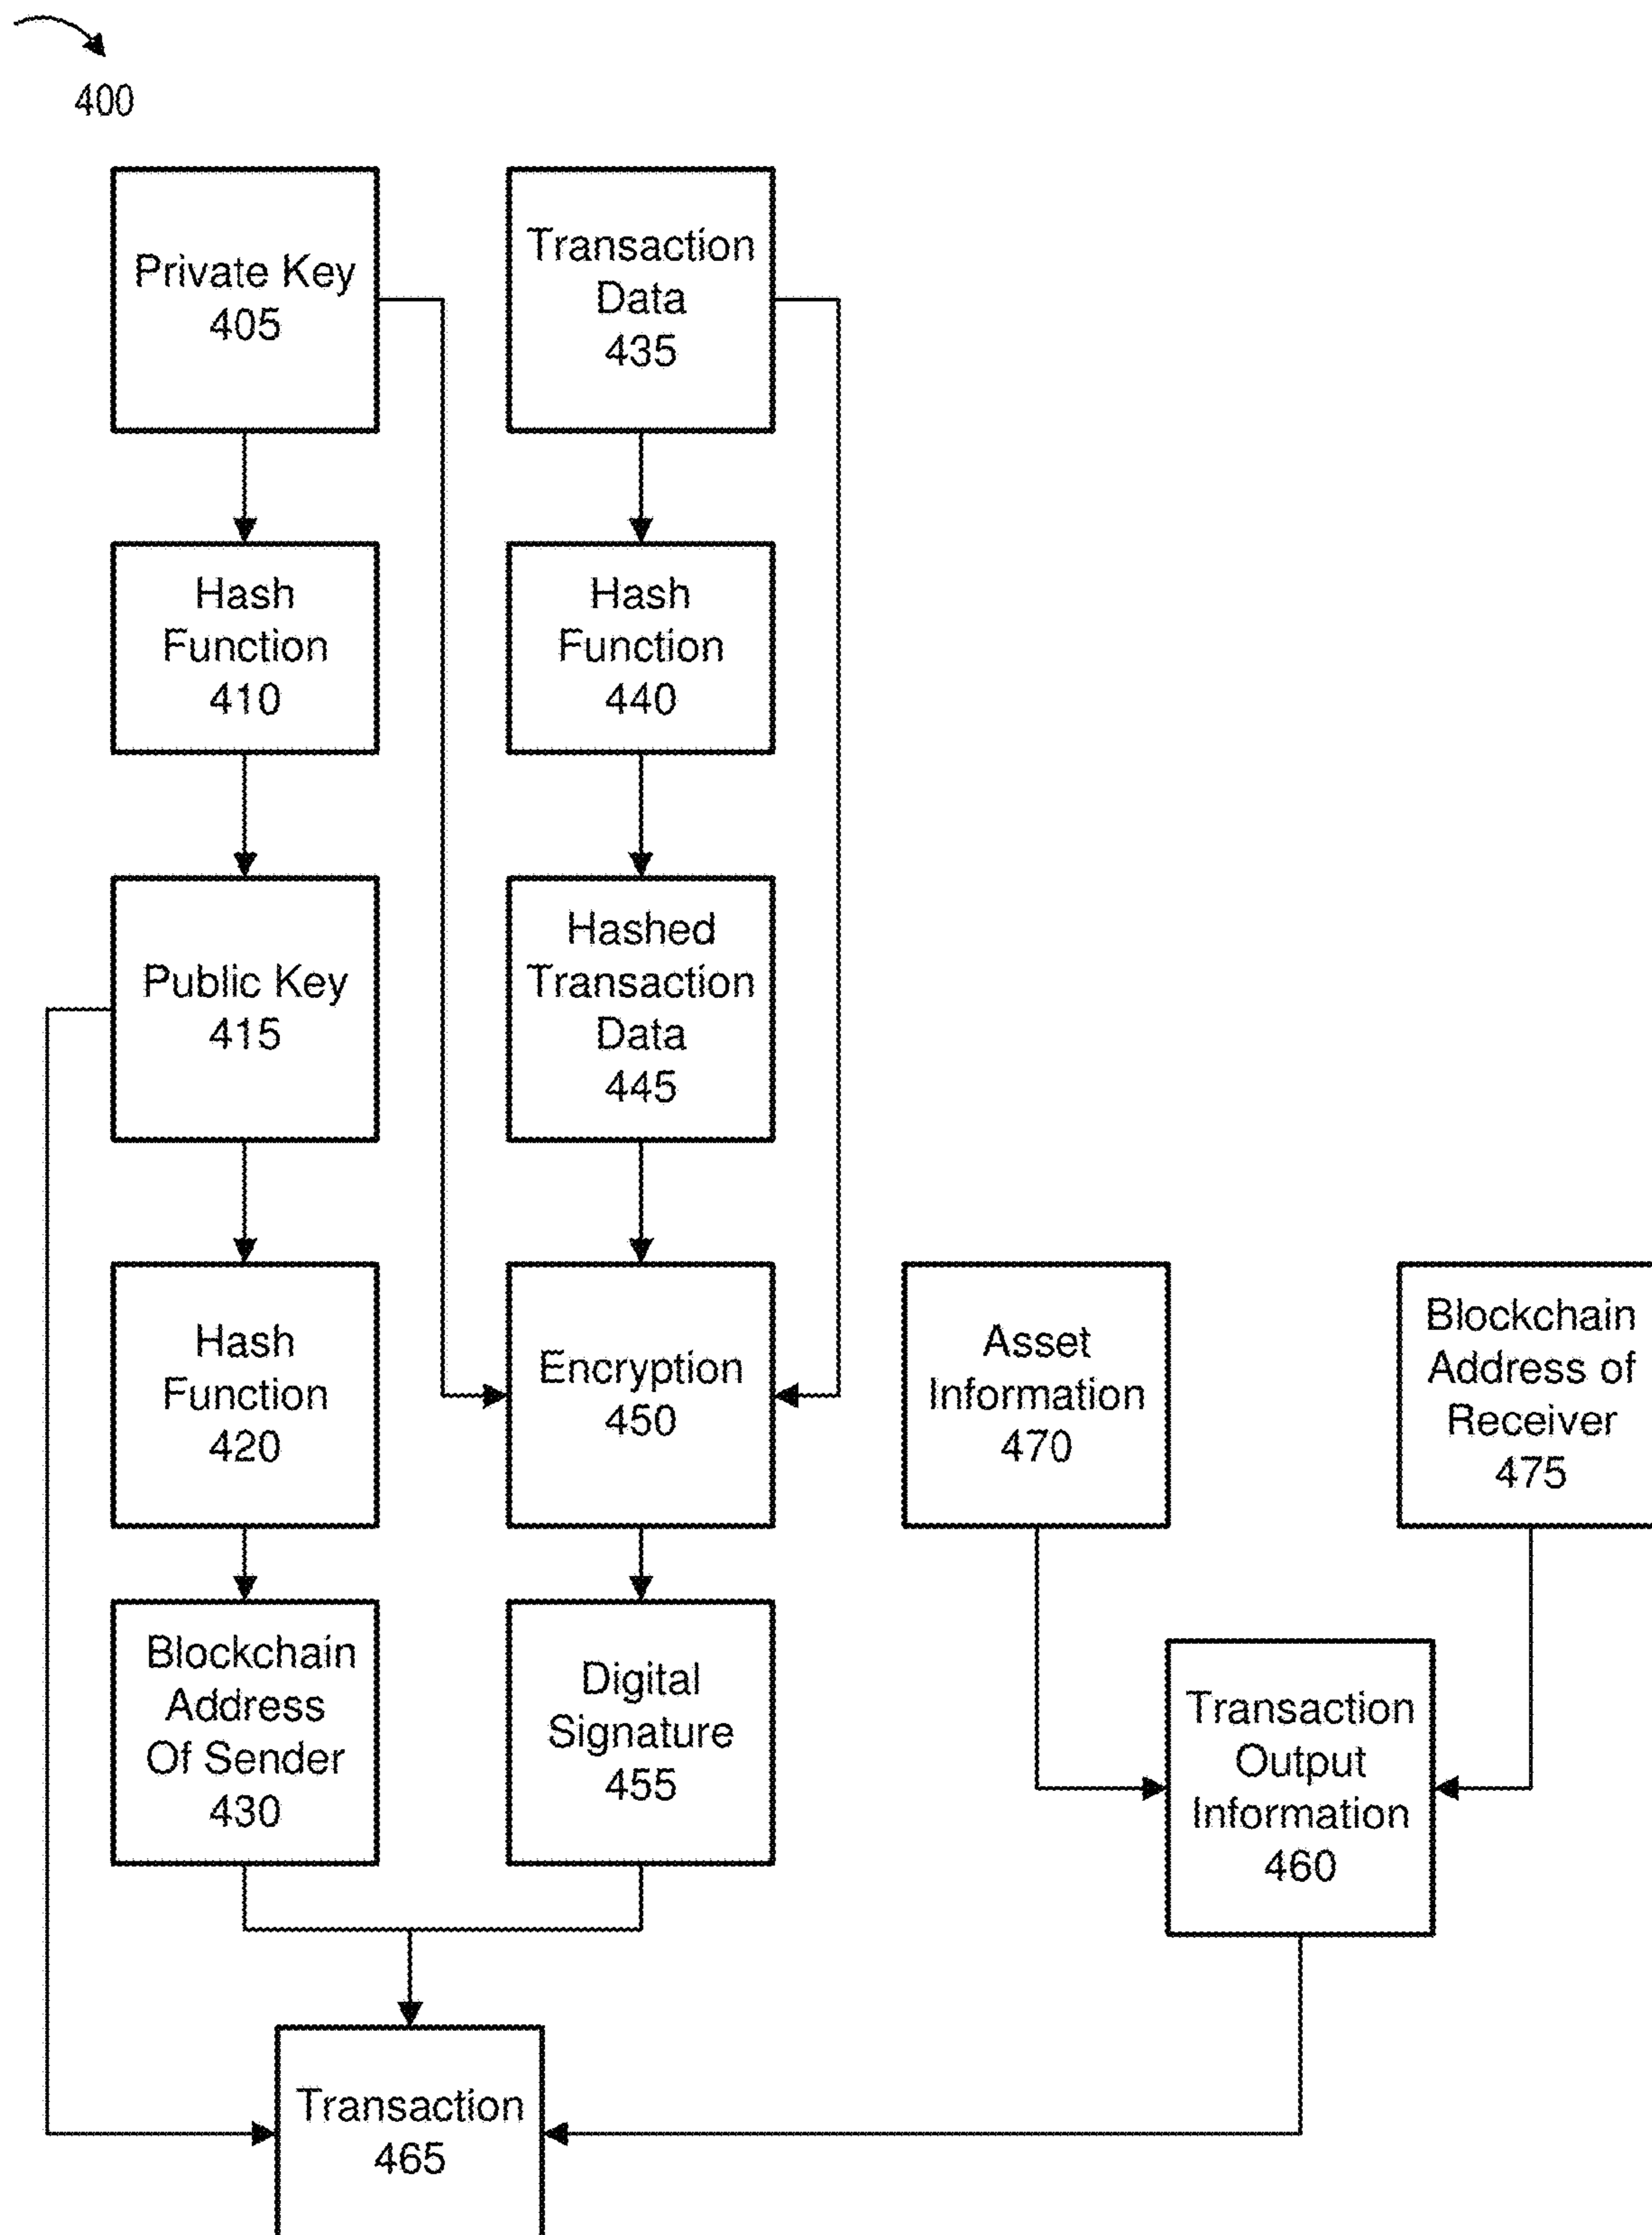 400
Private Key
405
Transaction
Data
435
Hash
Function
410
Hash
Function
440
Public Key
415
Hashed
Transaction
Data
445
Hash
Function
420
Encryption
450
Asset
Information
470
Blockchain
Address of
Receiver
475
Blockchain
Address
Of Sender
430
Digital
Signature
455
Transaction
Output
Information
460
Transaction
465